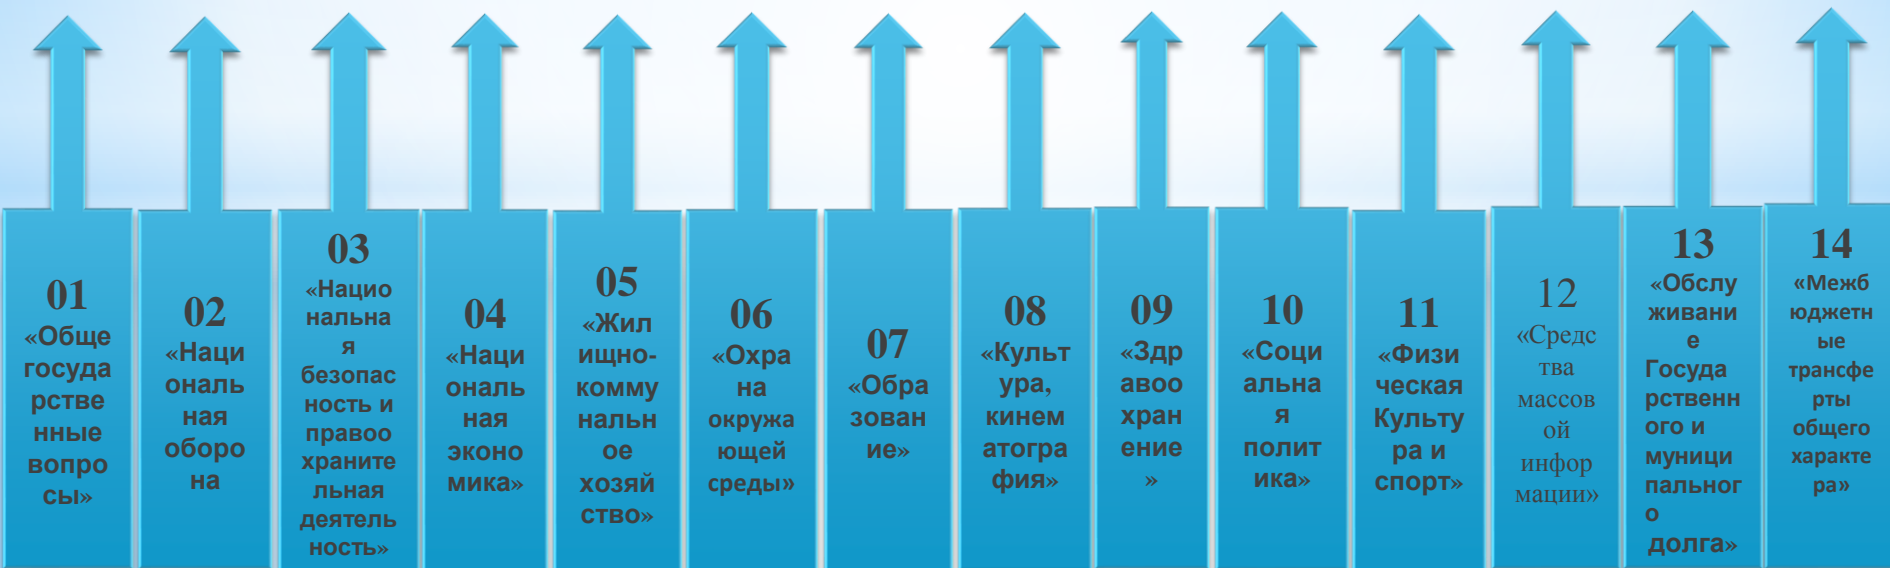 01
«Обще
госуда
рстве
нные
вопро
сы»
02
«Наци
ональ
ная
оборо
на
03
«Нацио
нальна
я
безопас
ность и
правоо
храните
льная
деятель
ность»
04
«Наци
ональ
ная
эконо
мика»
05
«Жил
ищно-
комму
нальн
ое
хозяй
ство»
06
«Охра
на
окружа
ющей
среды»
07
«Обра
зован
ие»
08
«Культ
ура,
кинем
атогра
фия»
09
«Здр
авоо
хран
ение
»
10
«Соци
альна
я
полит
ика»
11
«Физи
ческая
Культу
ра и
спорт»
12
«Средс
тва
массов
ой
инфор
мации»
13
«Обслу
живани
е
Госуда
рственн
ого и
муници
пальног
о
долга»
14
«Межб
юджетн
ые
трансфе
рты
общего
характе
ра»